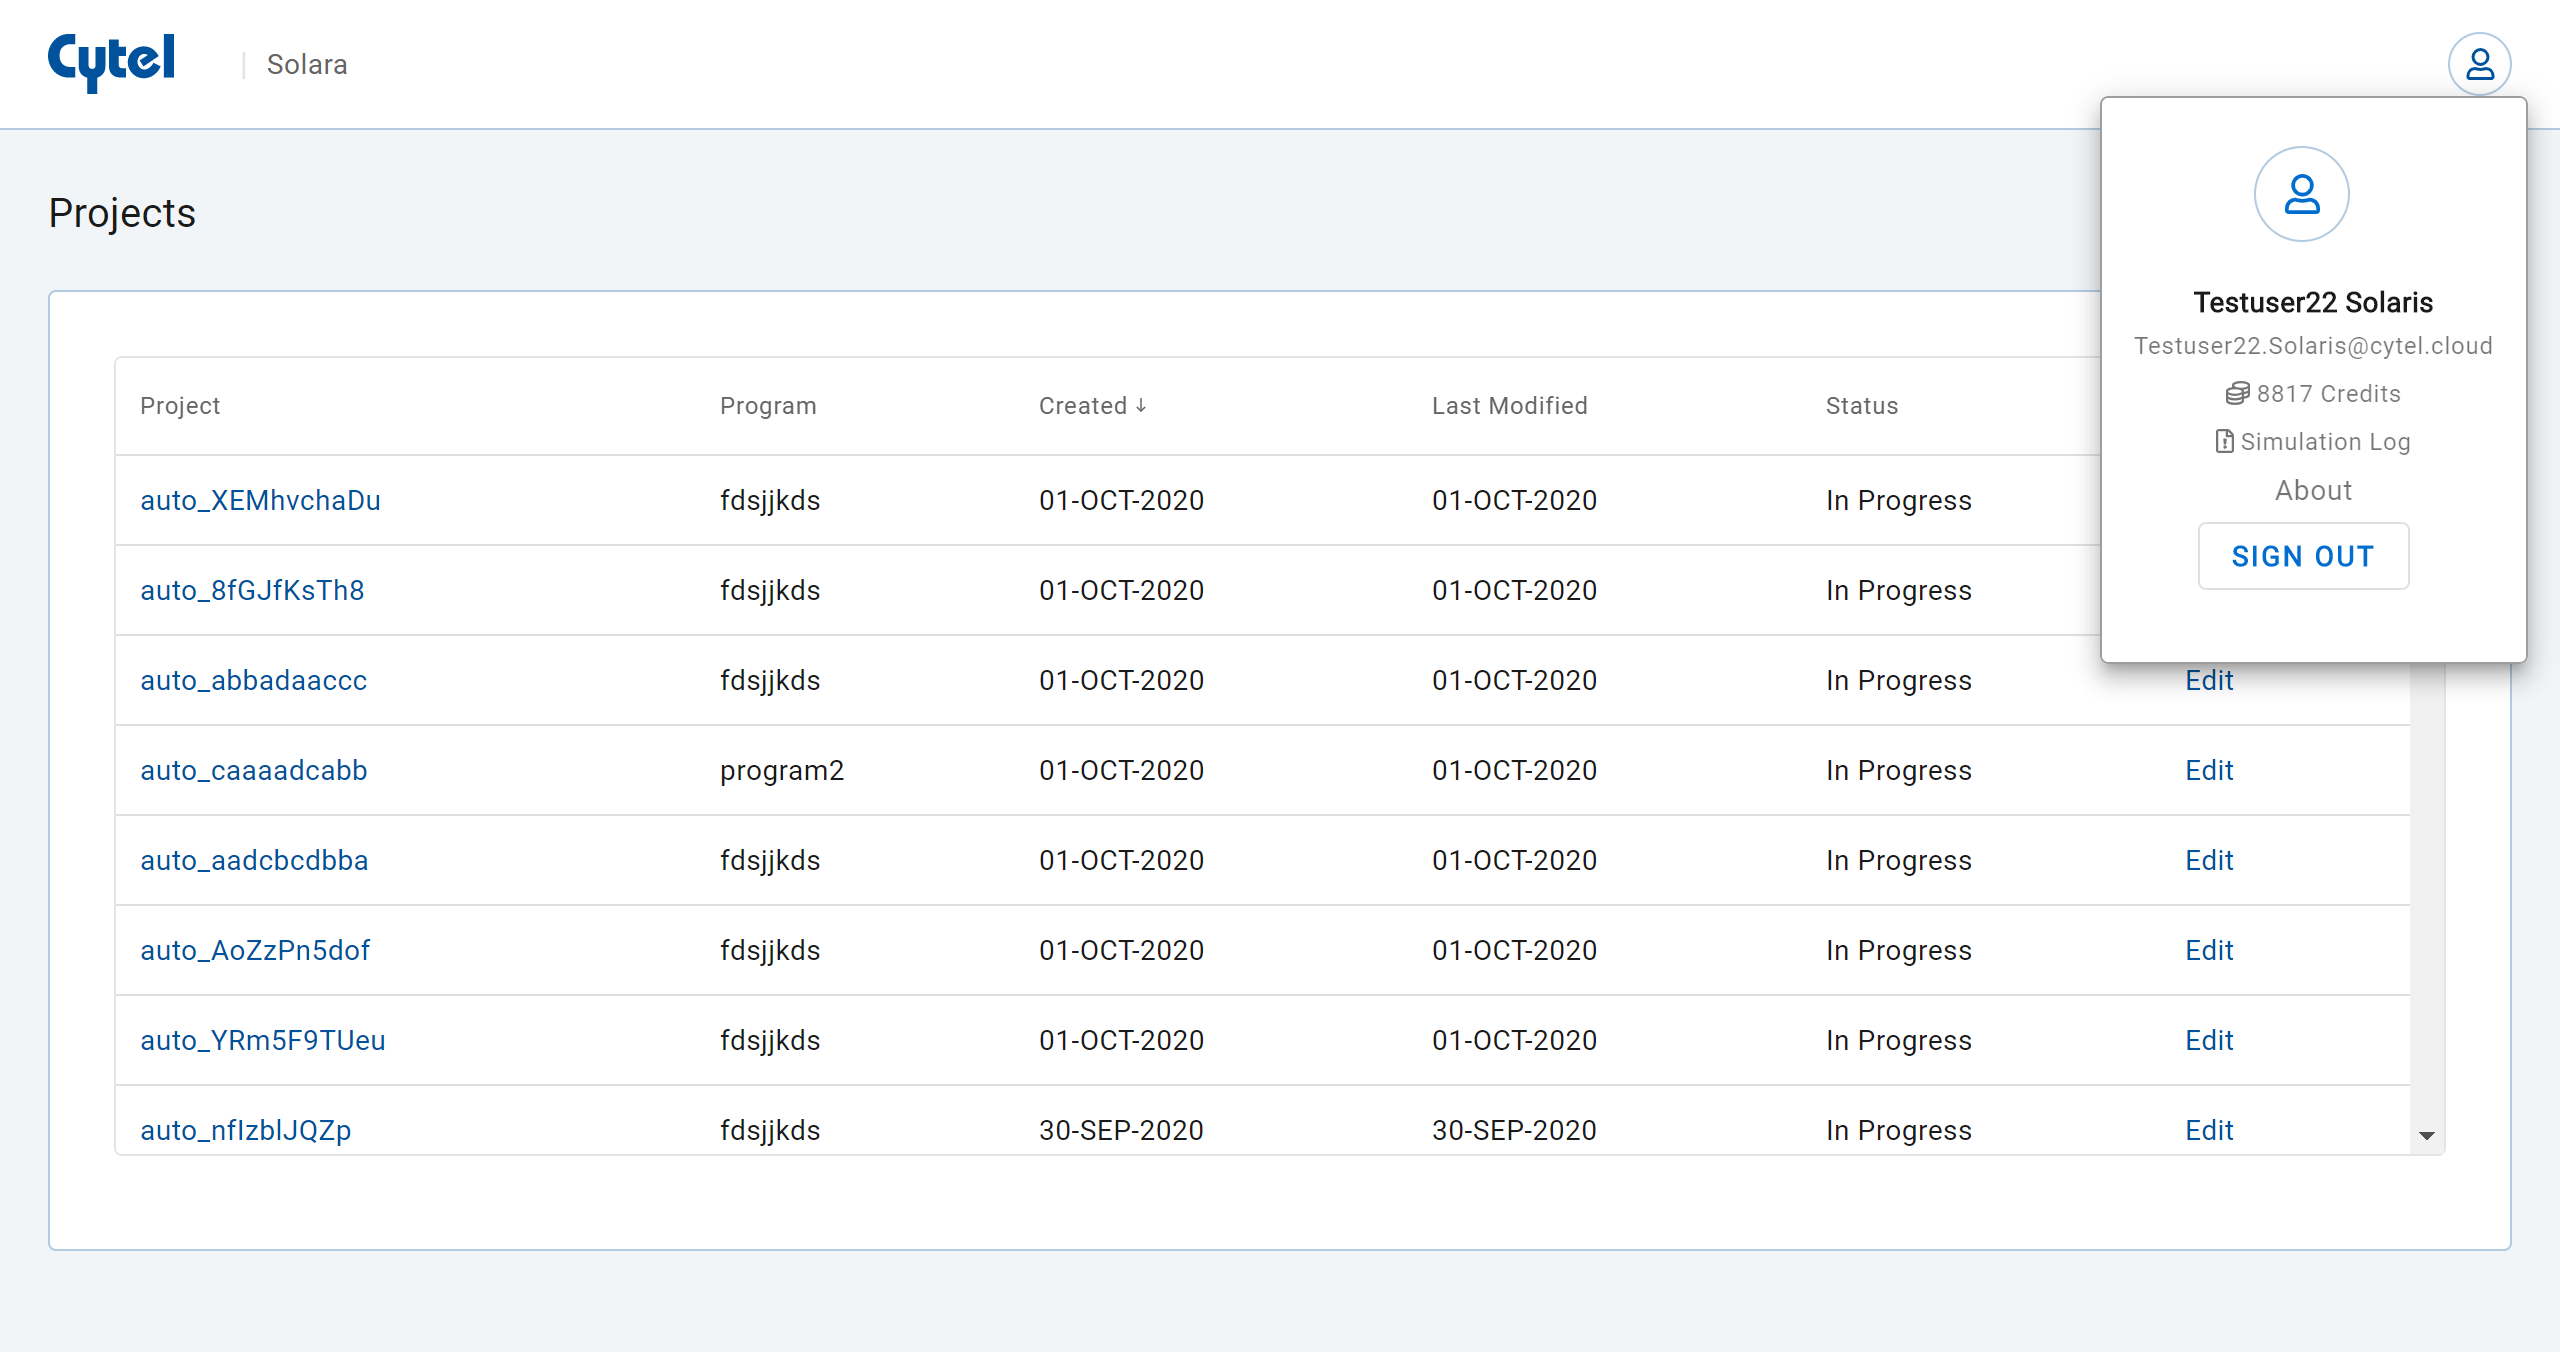 Cytel | Solara
Projects
Testuser22 Solaris
Testuser22.Solaris@cytel.cloud
8817 Credits
Simulation Log
About
SIGN OUT
Project Program Created ↓ Last Modified Status
auto_XEMhvchaDu fdsjjkds 01-OCT-2020 01-OCT-2020 In Progress
auto_8fGJfKsTh8 fdsjjkds 01-OCT-2020 01-OCT-2020 In Progress
auto_abbadaaccc fdsjjkds 01-OCT-2020 01-OCT-2020 In Progress Edit
auto_caaaadcabb program2 01-OCT-2020 01-OCT-2020 In Progress Edit
auto_aadcbcdbba fdsjjkds 01-OCT-2020 01-OCT-2020 In Progress Edit
auto_AoZzPn5dof fdsjjkds 01-OCT-2020 01-OCT-2020 In Progress Edit
auto_YRm5F9TUeu fdsjjkds 01-OCT-2020 01-OCT-2020 In Progress Edit
auto_nfIzblJQZp fdsjjkds 30-SEP-2020 30-SEP-2020 In Progress Edit